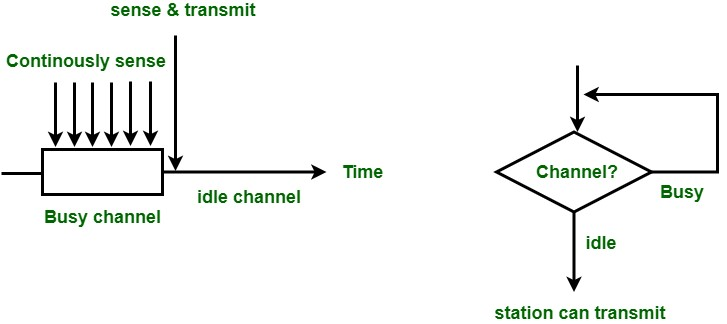 sense & transmit
Continously sense
Time
idle channel
Busy channel
Channel?
Busy
idle
station can transmit